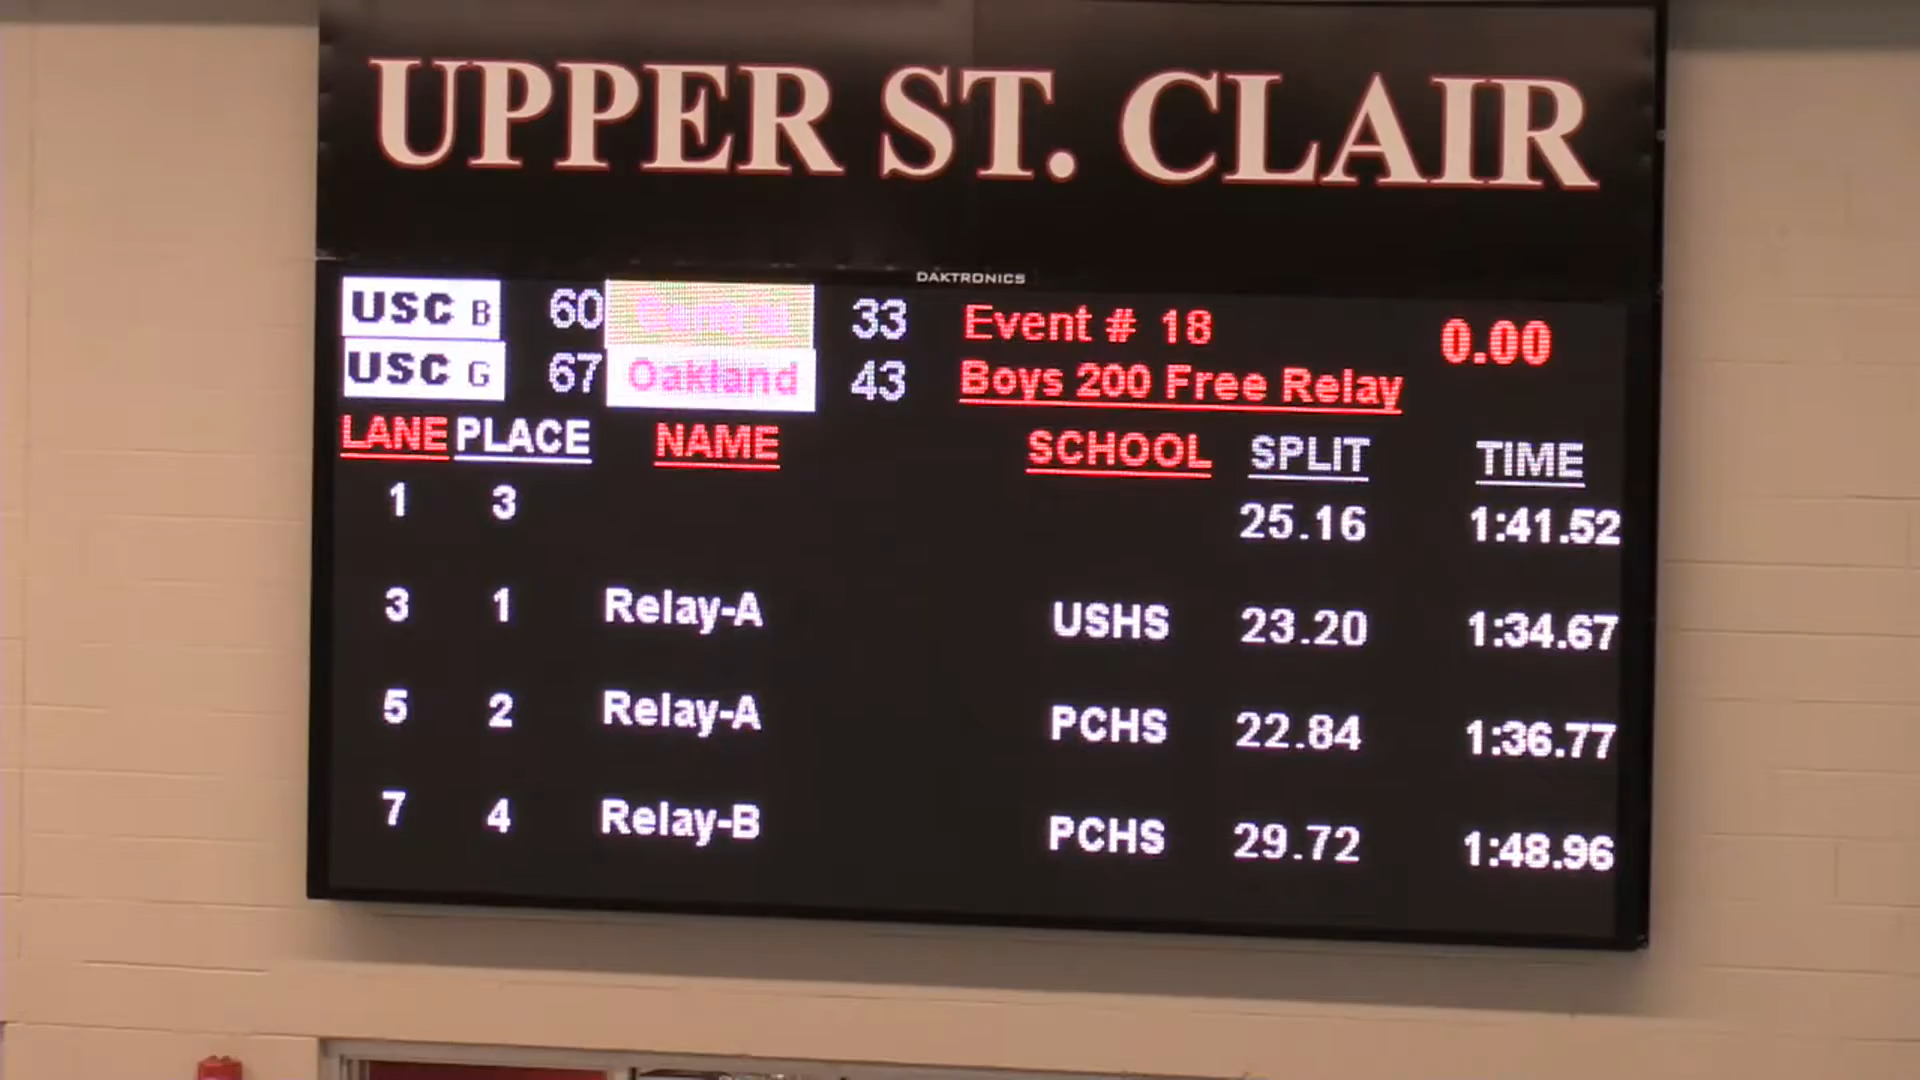 UPPER ST. CLAIR
DAKTRONICS
USC B 60 33 Event # 18 0.00
USC G 67 Oakland 43 Boys 200 Free Relay
LANE PLACE NAME SCHOOL SPLIT TIME
1 3 25.16 1:41.52
3 1 Relay-A USHS 23.20 1:34.67
5 2 Relay-A PCHS 22.84 1:36.77
7 4 Relay-B PCHS 29.72 1:48.96